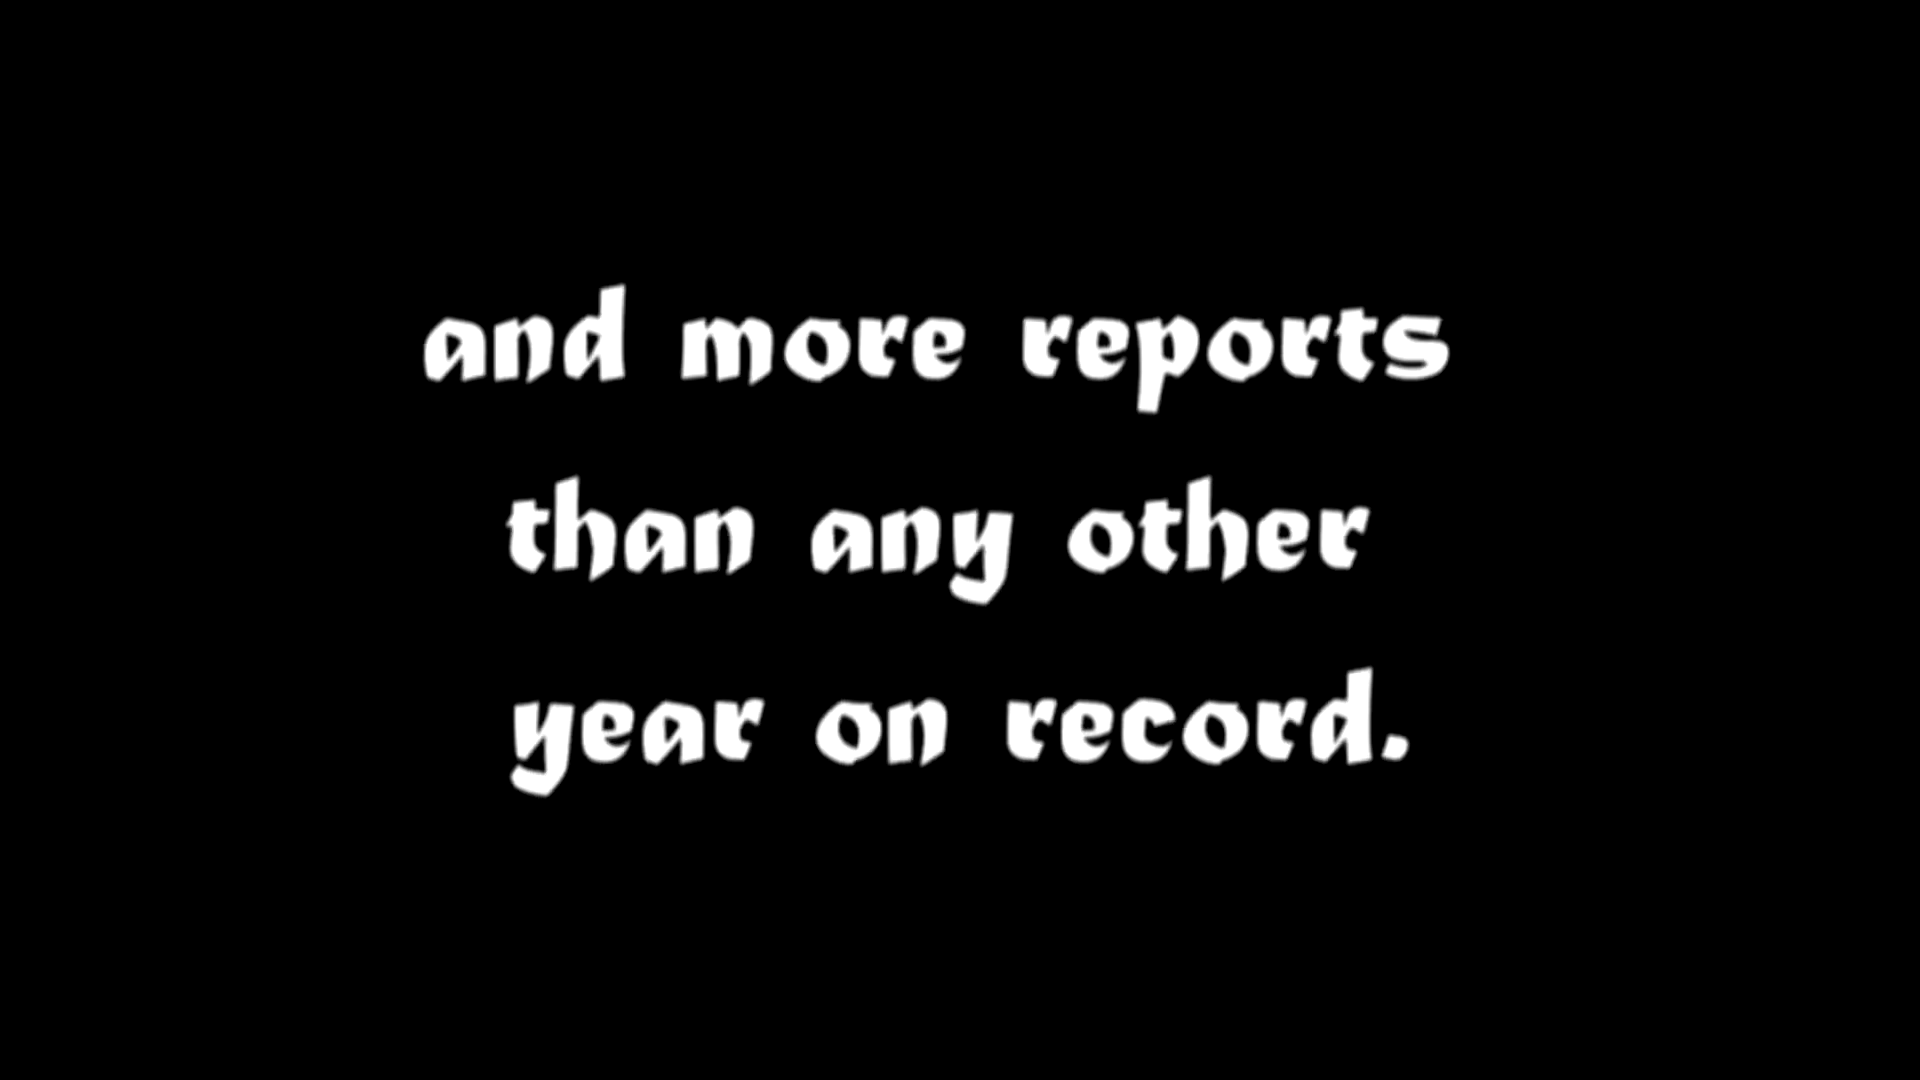 and more reports
than any other
year on record.